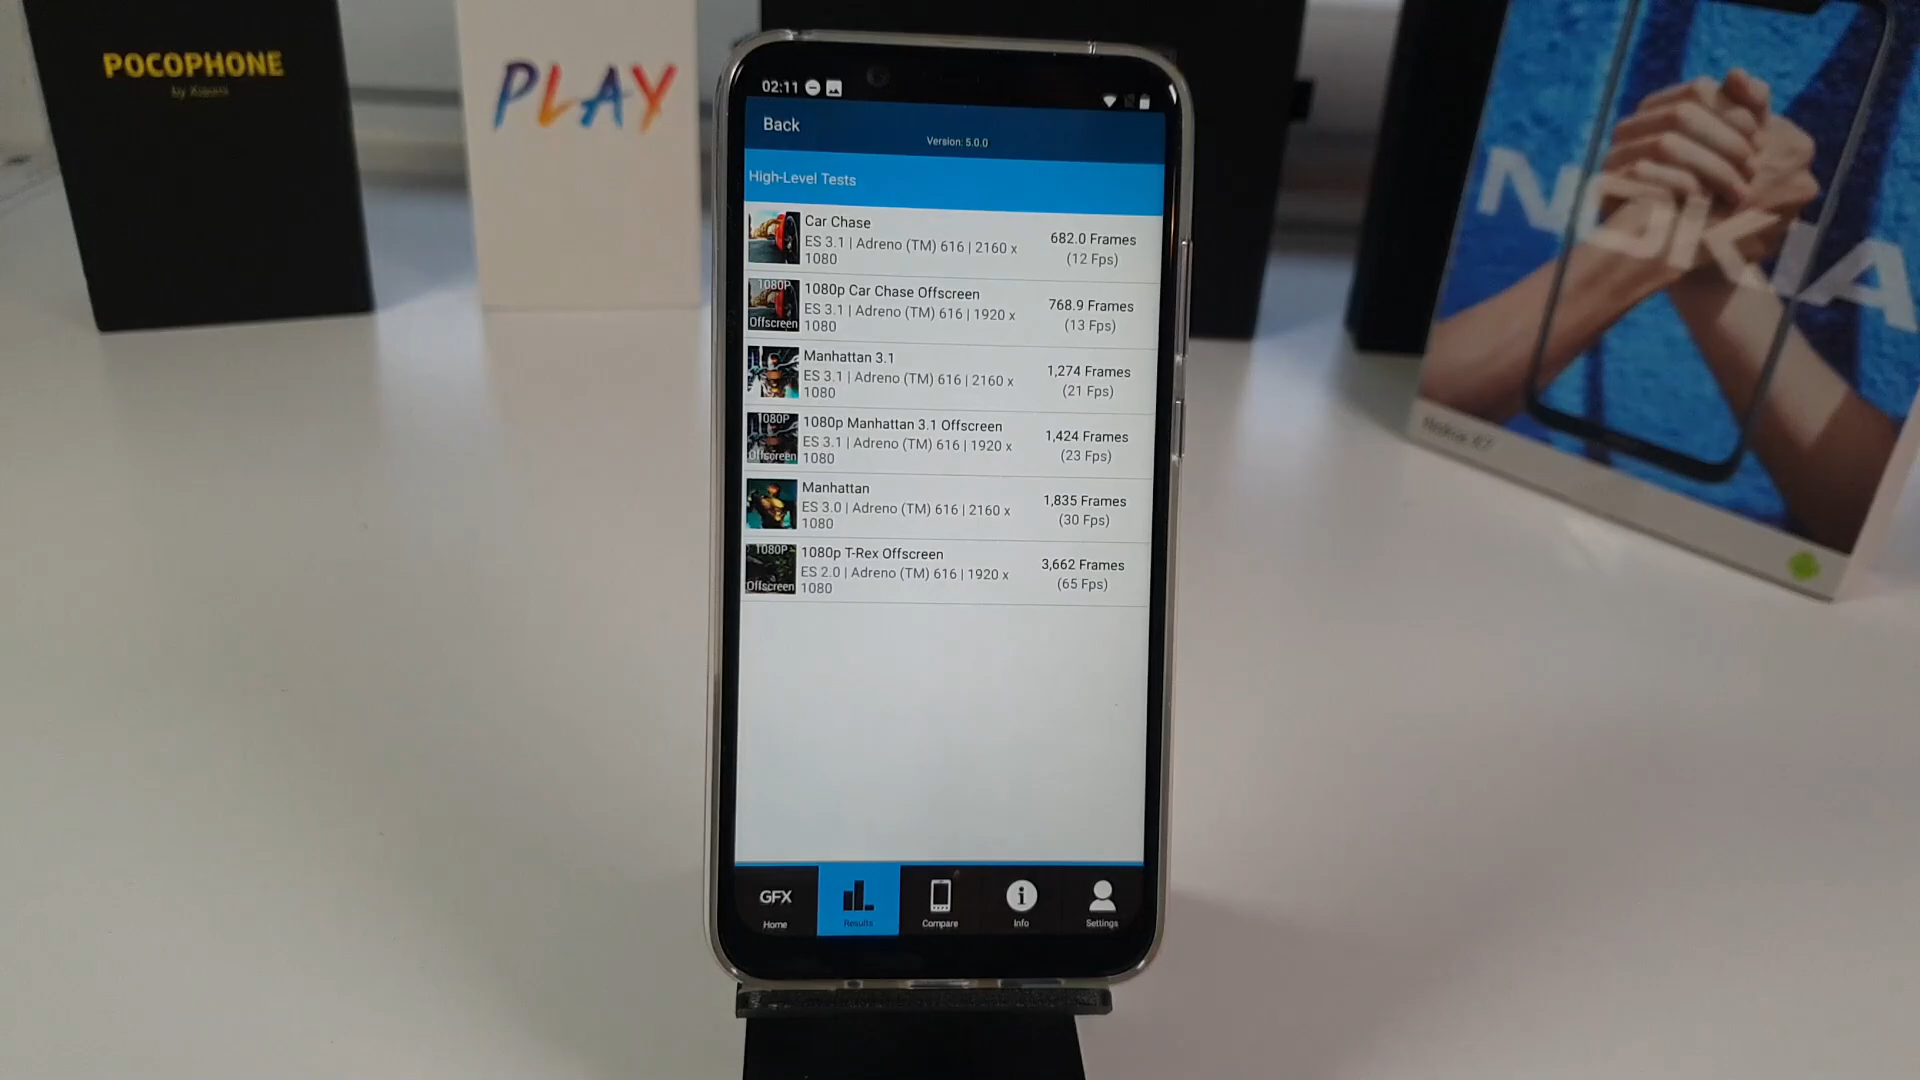 POCOPHONE
by Xiaomi
PLAY
NOKIA
02:11
Back
Version: 5.0.0
High-Level Tests
Car Chase
ES 3.1 | Adreno (TM) 616 | 2160 x
1080
682.0 Frames
(12 Fps)
1080P
Offscreen
1080p Car Chase Offscreen
ES 3.1 | Adreno (TM) 616 | 1920 x
1080
768.9 Frames
(13 Fps)
Manhattan 3.1
ES 3.1 | Adreno (TM) 616 | 2160 x
1080
1,274 Frames
(21 Fps)
1080P
Offscreen
1080p Manhattan 3.1 Offscreen
ES 3.1 | Adreno (TM) 616 | 1920 x
1080
1,424 Frames
(23 Fps)
Manhattan
ES 3.0 | Adreno (TM) 616 | 2160 x
1080
1,835 Frames
(30 Fps)
1080P
Offscreen
1080p T-Rex Offscreen
ES 2.0 | Adreno (TM) 616 | 1920 x
1080
3,662 Frames
(65 Fps)
GFX
Home
Results
Compare
Info
Settings